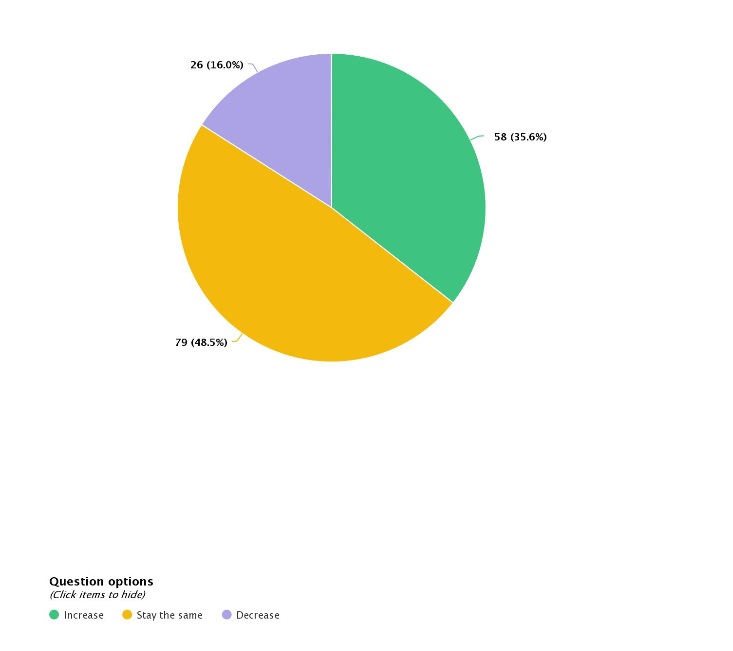 26 (16.0%)
58 (35.6%)
79 (48.5%)
Question options
(Click items to hide)
Increase Stay the same Decrease